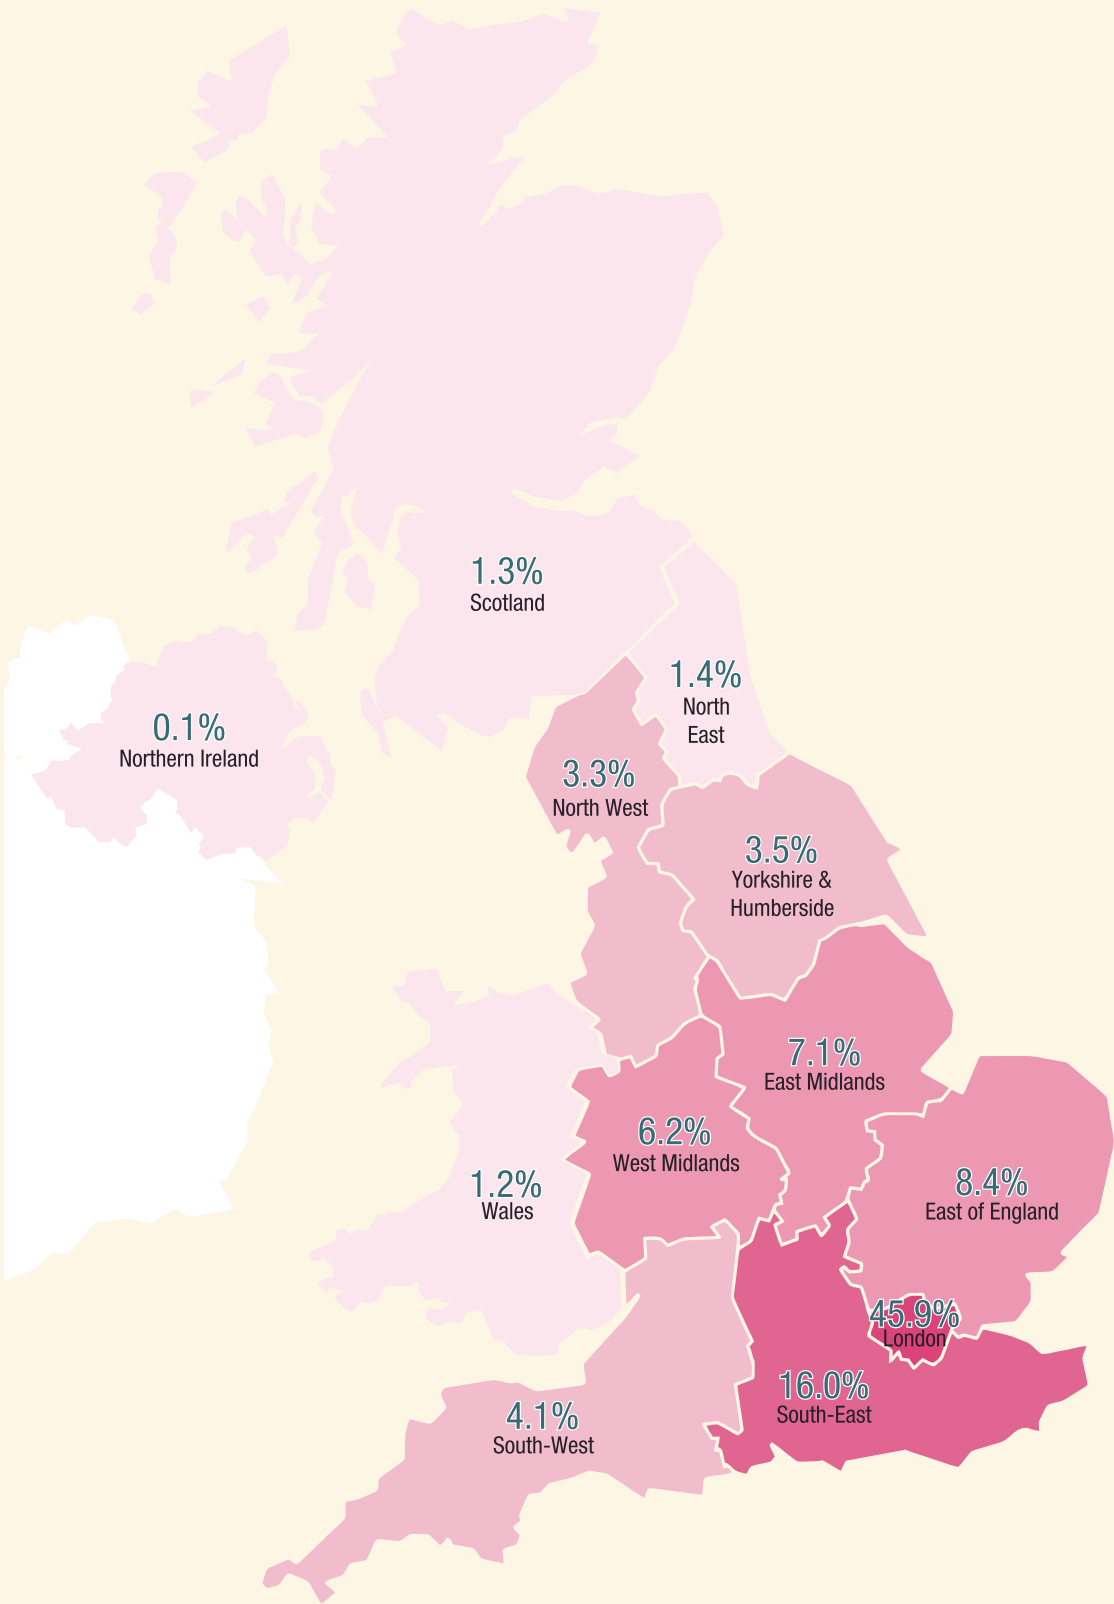 1.3%
Scotland
1.4%
North
East
0.1%
Northern Ireland
3.3%
North West
3.5%
Yorkshire &
Humberside
7.1%
East Midlands
6.2%
West Midlands
1.2%
Wales
8.4%
East of England
45.9%
London
16.0%
South-East
4.1%
South-West